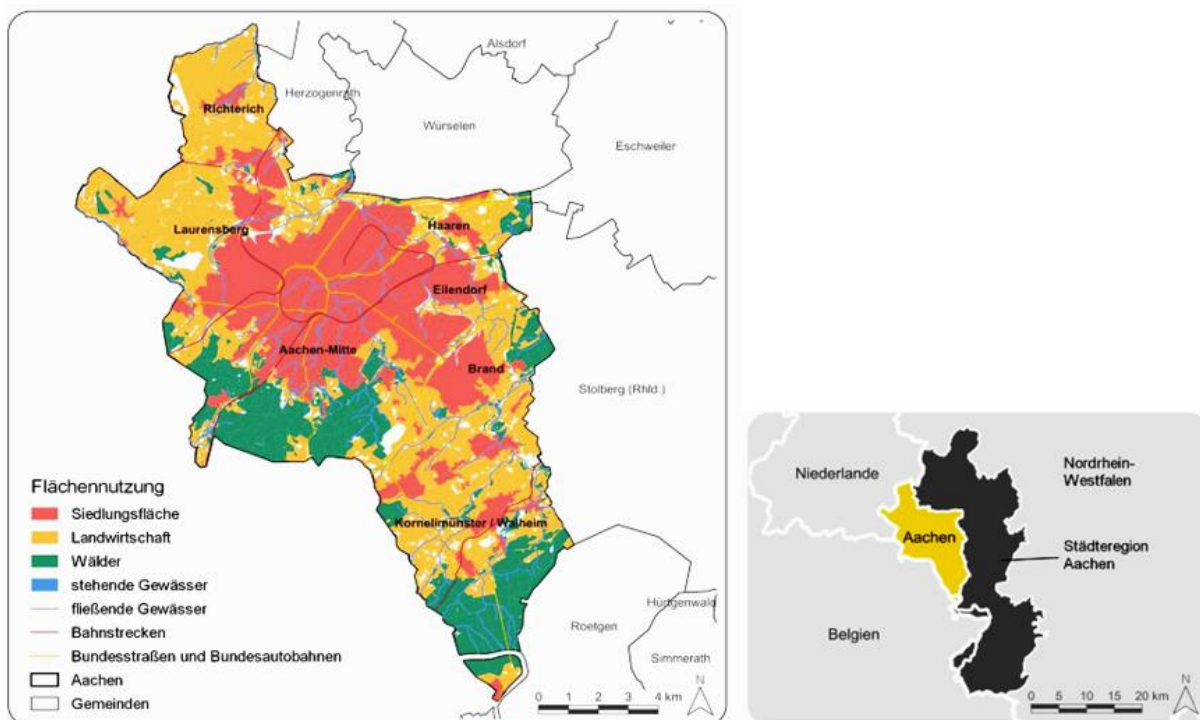 Alsdorf
Herzogenrath
Richterich
Würselen
Eschweiler
Laurensberg
Haaren
Eilendorf
Aachen-Mitte
Brand
Stolberg (Rhld.)
Kornelimünster / Walheim
Hürtgenwald
Roetgen
Simmerath
Flächennutzung
Siedlungsfläche
Landwirtschaft
Wälder
stehende Gewässer
fließende Gewässer
Bahnstrecken
Bundesstraßen und Bundesautobahnen
Aachen
Gemeinden
0 1 2 3 4 km
N
Niederlande
Nordrhein-
Westfalen
Aachen
Städteregion
Aachen
Belgien
0 5 10 15 20 km
N